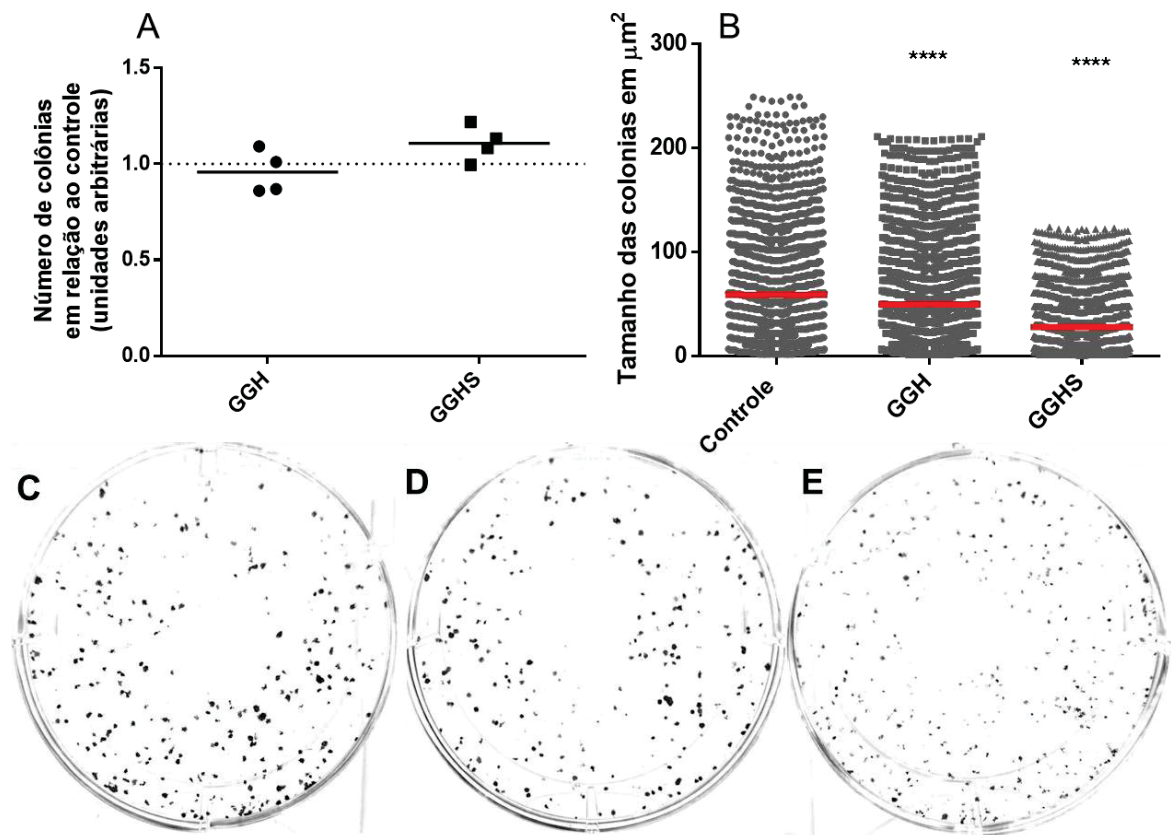 A
Número de colônias
em relação ao controle
(unidades arbitrárias)
1.5
1.0
0.5
0.0
GGH
GGHS
B
Tamanho das colonias em µm²
300
200
100
0
****
****
Controle
GGH
GGHS
C
D
E